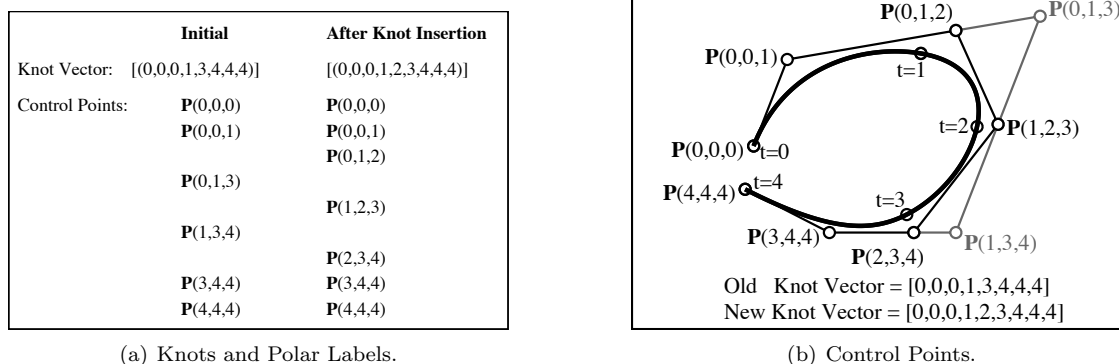 Initial After Knot Insertion
Knot Vector: [(0,0,0,1,3,4,4,4)] [(0,0,0,1,2,3,4,4,4)]
Control Points: P(0,0,0) P(0,0,0)
P(0,0,1) P(0,0,1)
P(0,1,2)
P(0,1,3)
P(1,2,3)
P(1,3,4)
P(2,3,4)
P(3,4,4) P(3,4,4)
P(4,4,4) P(4,4,4)
(a) Knots and Polar Labels.
P(0,1,2)
P(0,1,3)
P(0,0,1)
t=1
t=2
P(1,2,3)
P(0,0,0)
t=0
t=4
P(4,4,4)
t=3
P(3,4,4)
P(1,3,4)
P(2,3,4)
Old Knot Vector = [0,0,0,1,3,4,4,4]
New Knot Vector = [0,0,0,1,2,3,4,4,4]
(b) Control Points.